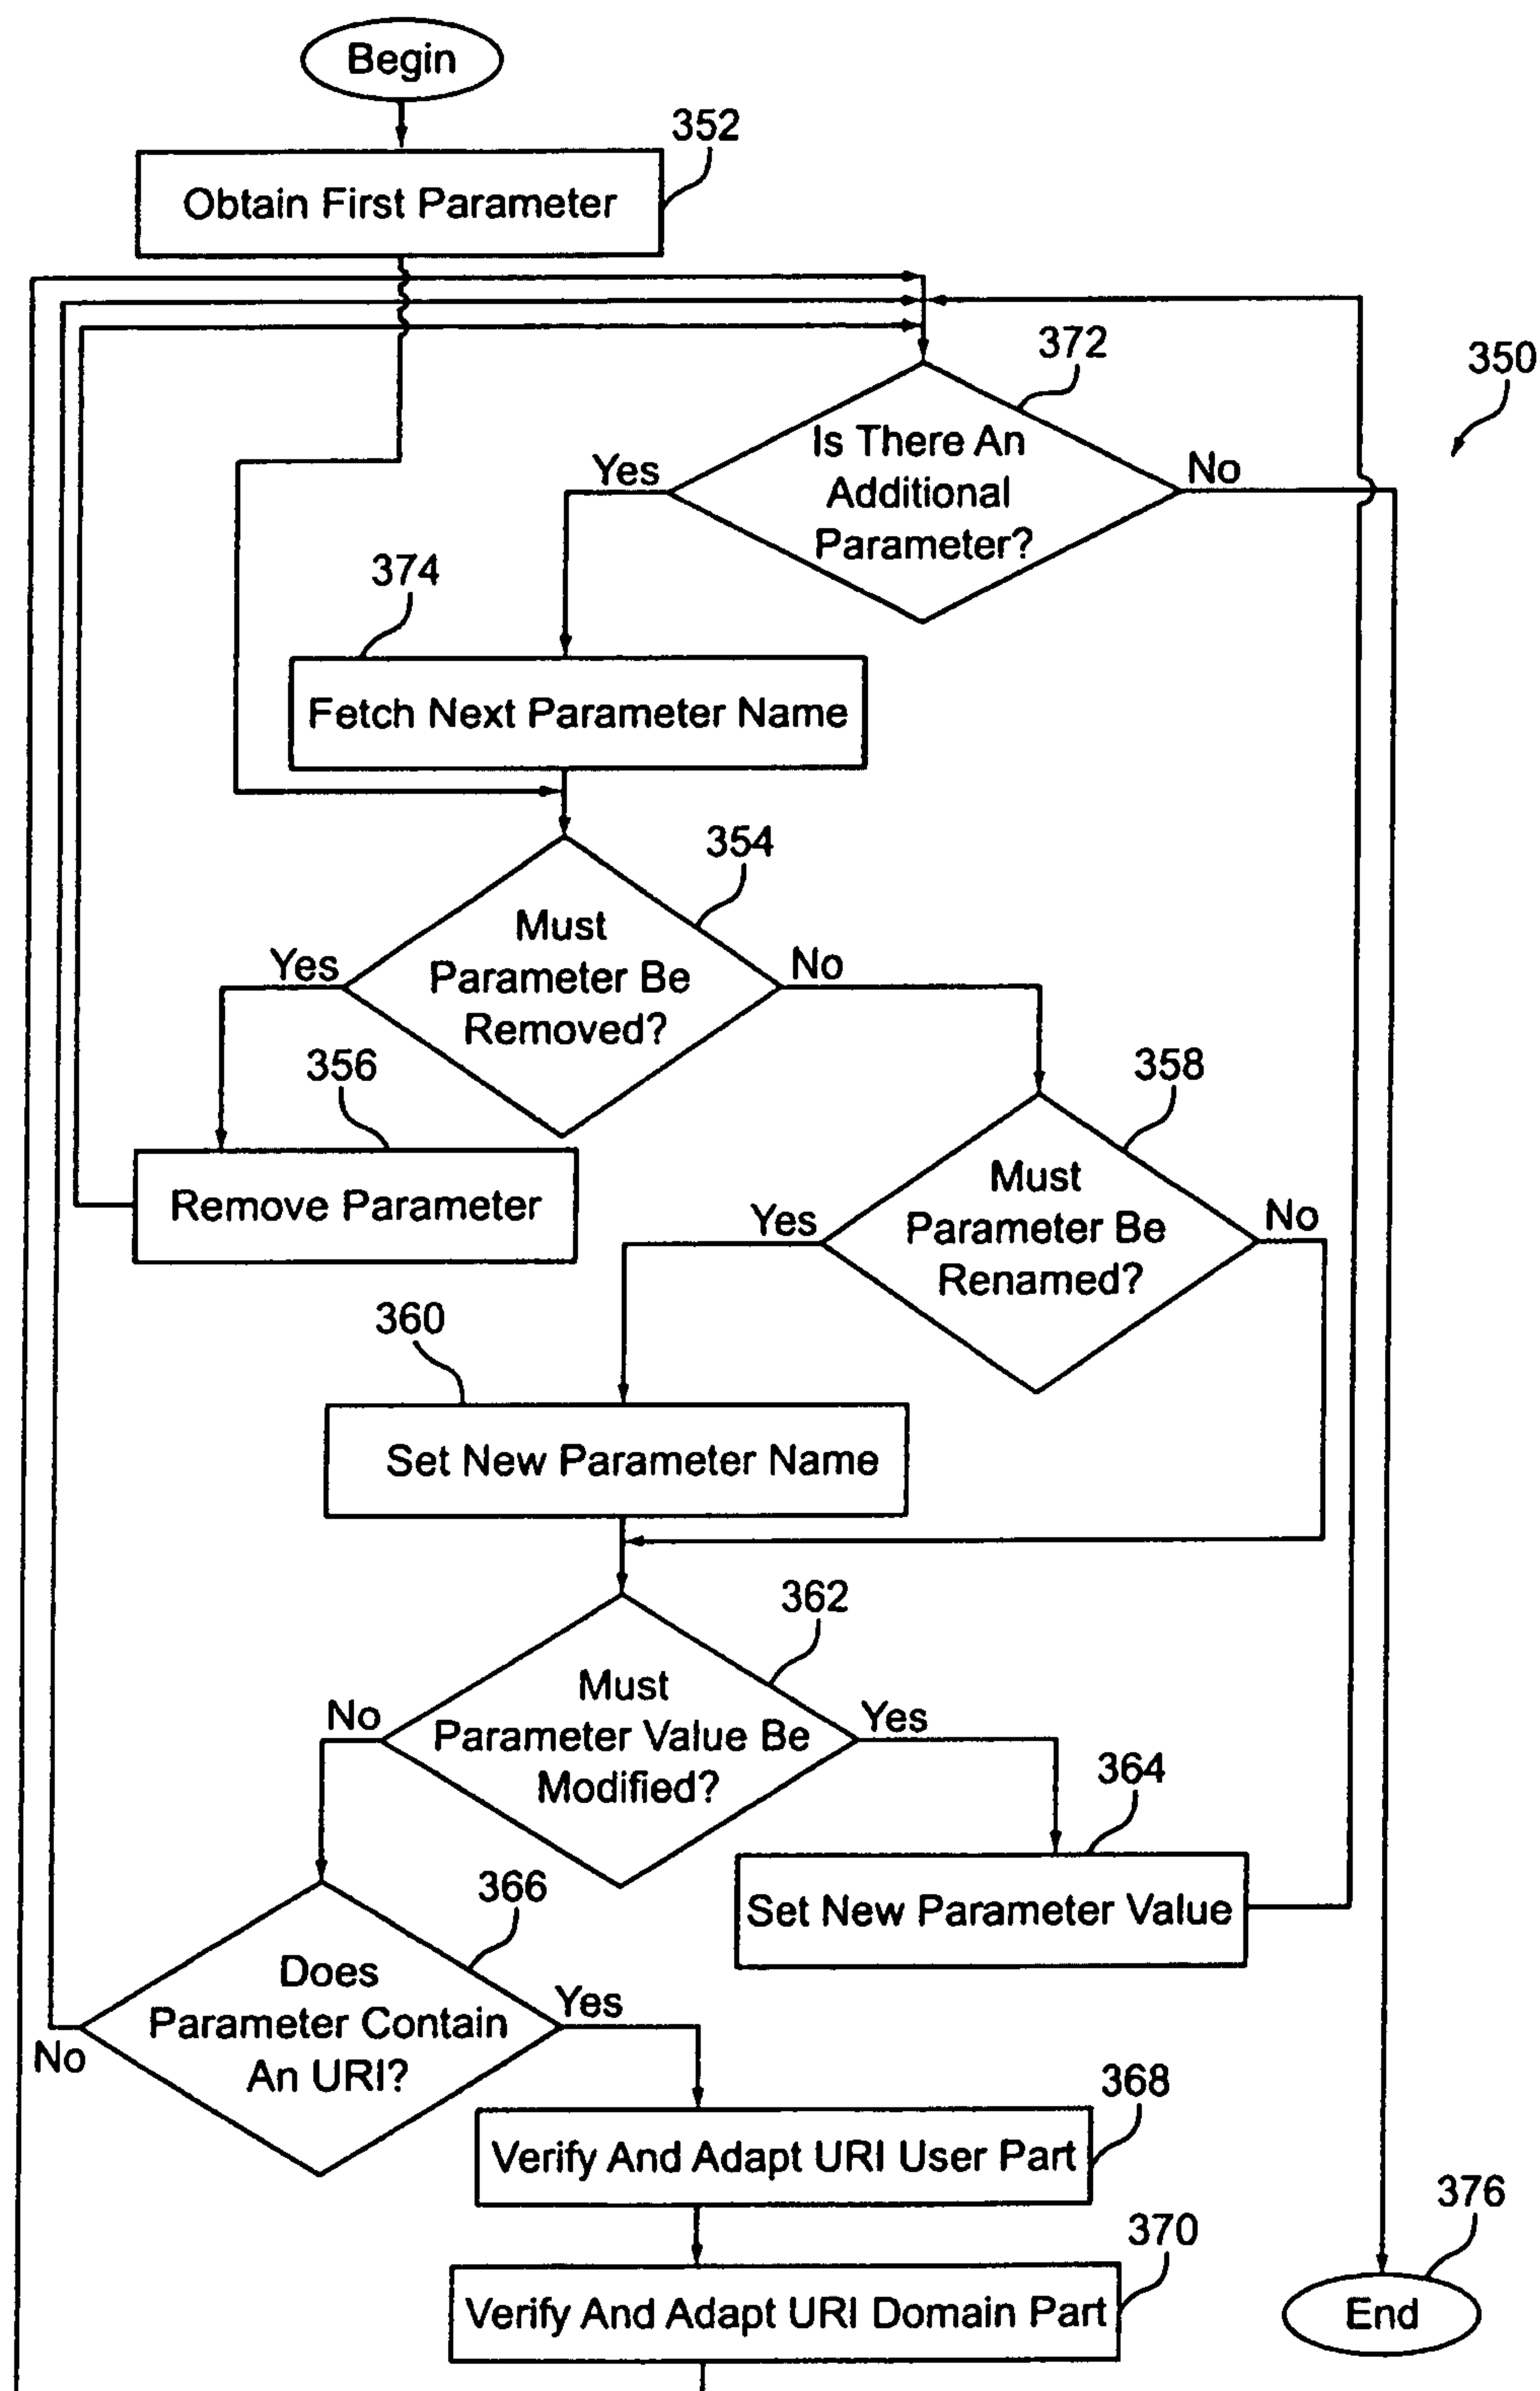 Begin
352
Obtain First Parameter
372
350
Is There An
Additional
Parameter?
Yes
No
374
Fetch Next Parameter Name
354
Must
Parameter Be
Removed?
Yes
No
356
358
Remove Parameter
Must
Parameter Be
Renamed?
Yes
No
360
Set New Parameter Name
362
Must
Parameter Value Be
Modified?
No
Yes
364
Set New Parameter Value
366
Does
Parameter Contain
An URI?
Yes
No
368
Verify And Adapt URI User Part
370
376
Verify And Adapt URI Domain Part
End